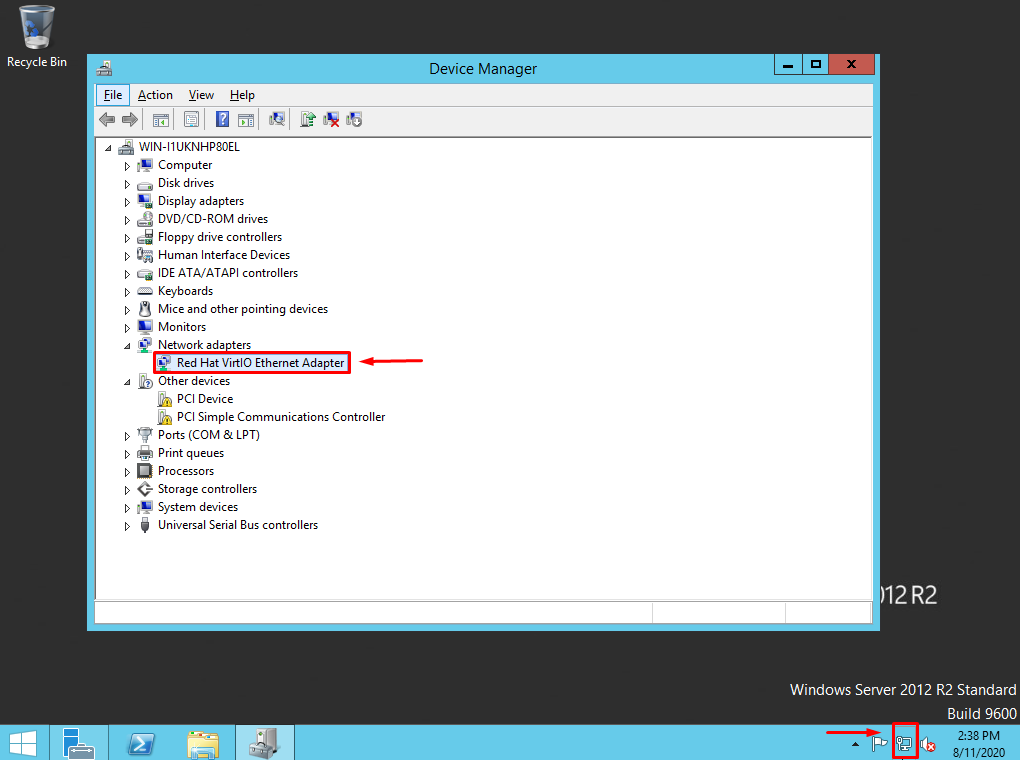 Recycle Bin
Device Manager
File Action View Help
WIN-I1UKNHP80EL
Computer
Disk drives
Display adapters
DVD/CD-ROM drives
Floppy drive controllers
Human Interface Devices
IDE ATA/ATAPI controllers
Keyboards
Mice and other pointing devices
Monitors
Network adapters
Red Hat VirtIO Ethernet Adapter
Other devices
PCI Device
PCI Simple Communications Controller
Ports (COM & LPT)
Print queues
Processors
Storage controllers
System devices
Universal Serial Bus controllers
012 R2
Windows Server 2012 R2 Standard
Build 9600
2:38 PM
8/11/2020